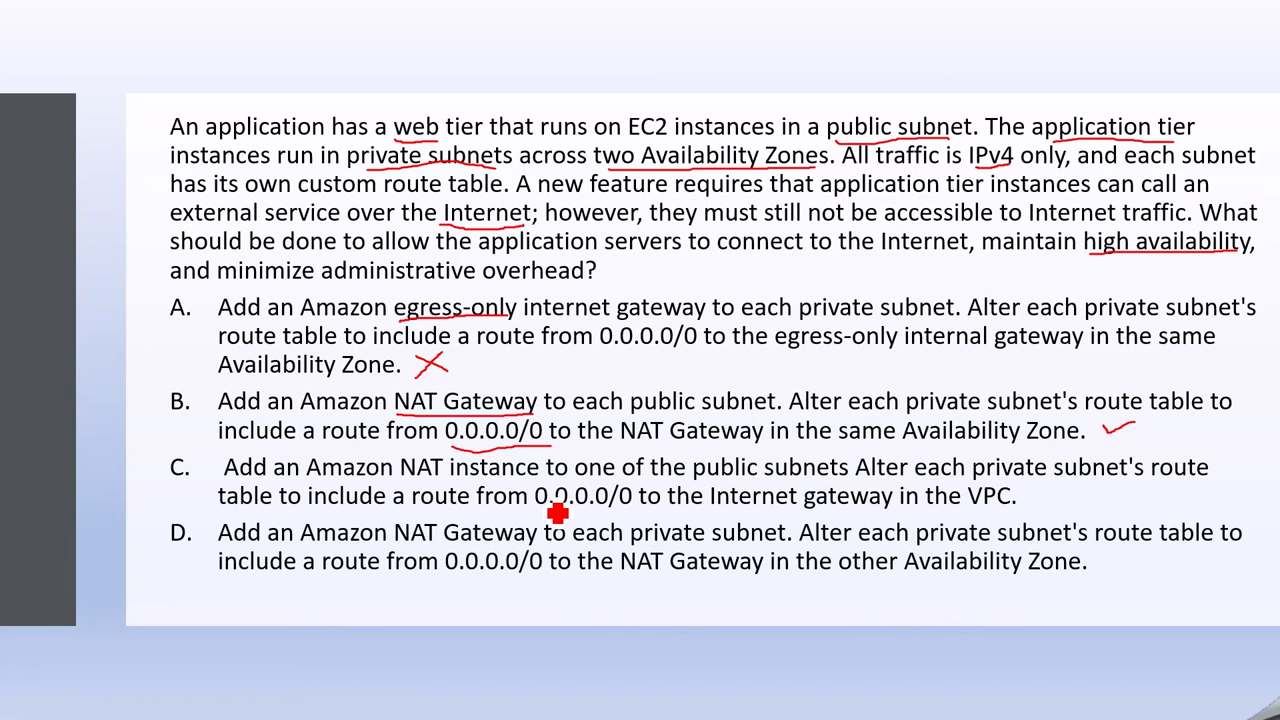 An application has a web tier that runs on EC2 instances in a public subnet. The application tier
instances run in private subnets across two Availability Zones. All traffic is IPv4 only, and each subnet
has its own custom route table. A new feature requires that application tier instances can call an
external service over the Internet; however, they must still not be accessible to Internet traffic. What
should be done to allow the application servers to connect to the Internet, maintain high availability,
and minimize administrative overhead?
A. Add an Amazon egress-only internet gateway to each private subnet. Alter each private subnet's
route table to include a route from 0.0.0.0/0 to the egress-only internal gateway in the same
Availability Zone.
B. Add an Amazon NAT Gateway to each public subnet. Alter each private subnet's route table to
include a route from 0.0.0.0/0 to the NAT Gateway in the same Availability Zone.
C. Add an Amazon NAT instance to one of the public subnets Alter each private subnet's route
table to include a route from 0.0.0.0/0 to the Internet gateway in the VPC.
D. Add an Amazon NAT Gateway to each private subnet. Alter each private subnet's route table to
include a route from 0.0.0.0/0 to the NAT Gateway in the other Availability Zone.